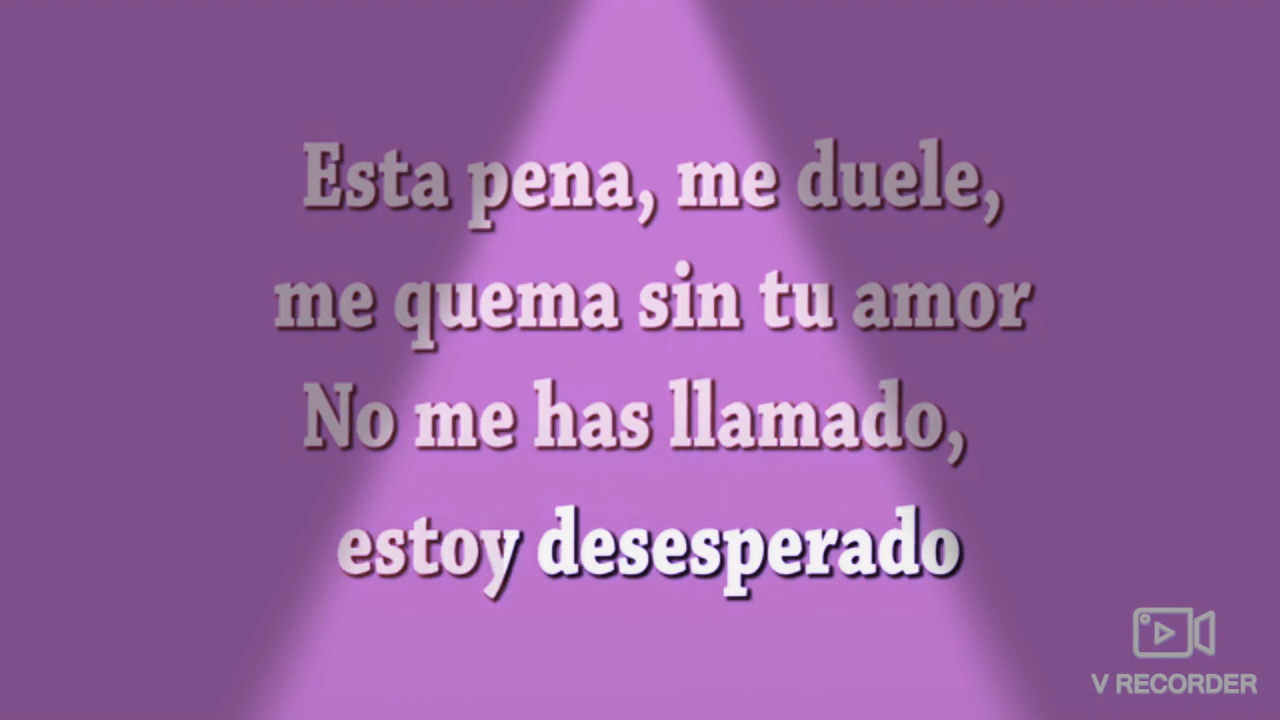 Esta pena, me duele,
me quema sin tu amor
No me has llamado,
estoy desesperado
V RECORDER